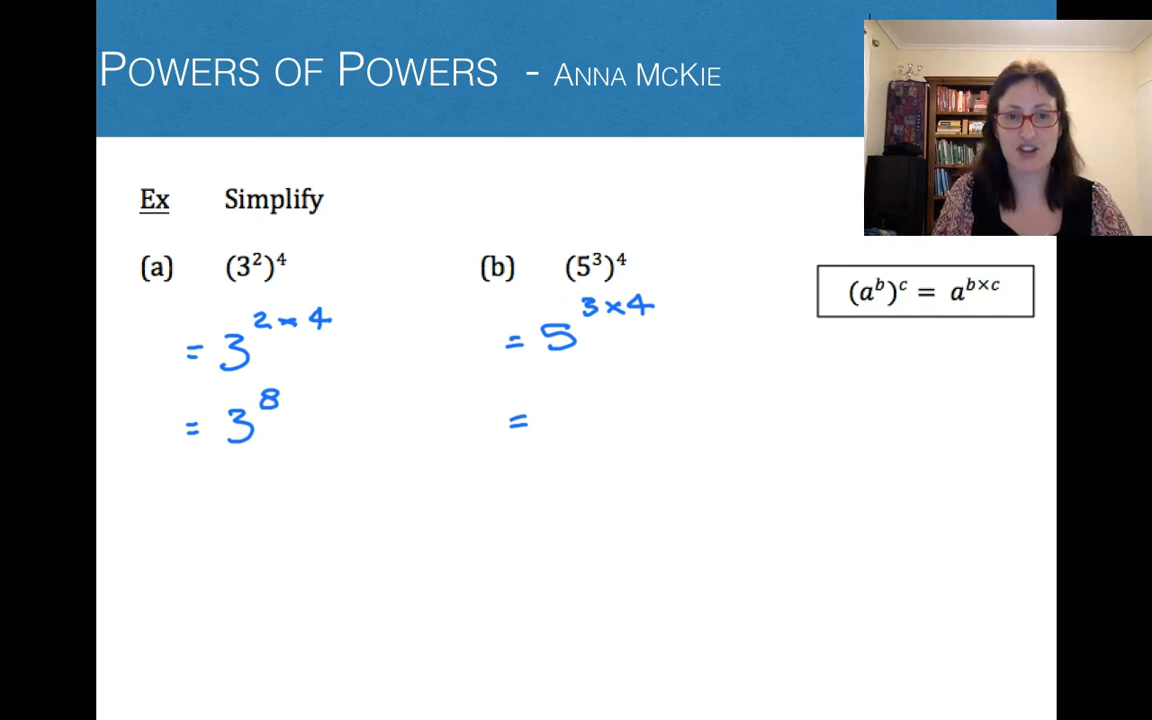 POWERS OF POWERS - ANNA MCKIE
Ex Simplify
(a) (3²)⁴ (b) (5³)⁴
(aᵇ)ᶜ = aᵇˣᶜ
= 3²ˣ⁴ = 5³ˣ⁴
= 3⁸ =